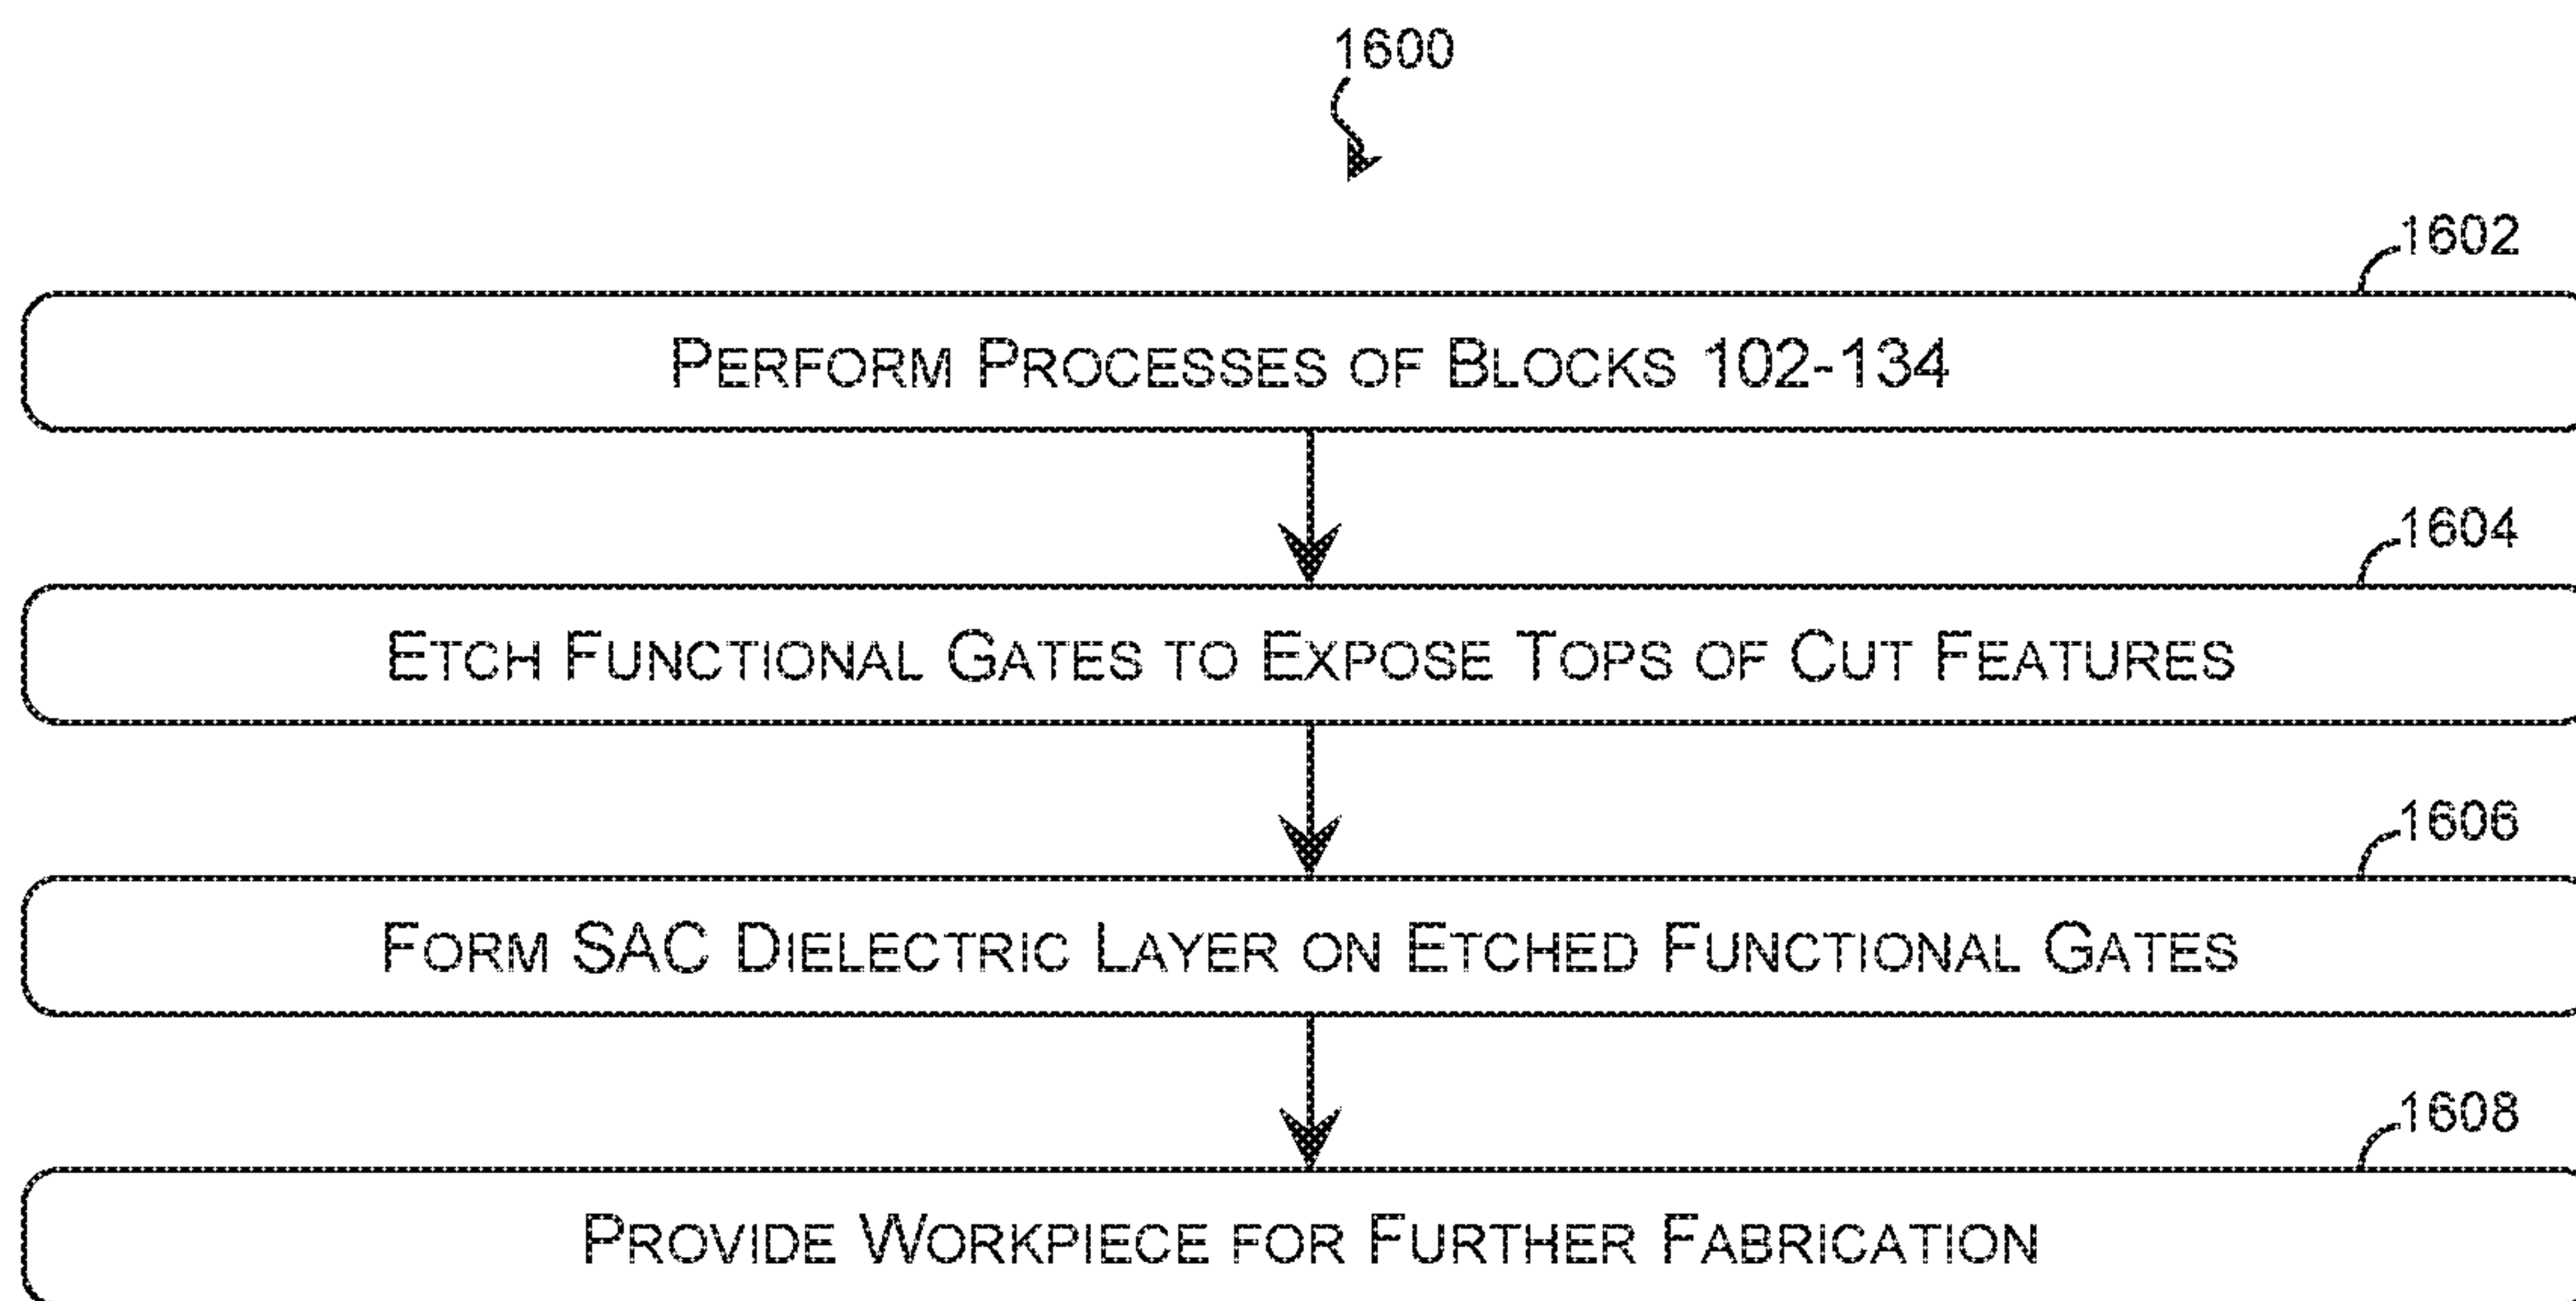 1600
1602
PERFORM PROCESSES OF BLOCKS 102-134
1604
ETCH FUNCTIONAL GATES TO EXPOSE TOPS OF CUT FEATURES
1606
FORM SAC DIELECTRIC LAYER ON ETCHED FUNCTIONAL GATES
1608
PROVIDE WORKPIECE FOR FURTHER FABRICATION